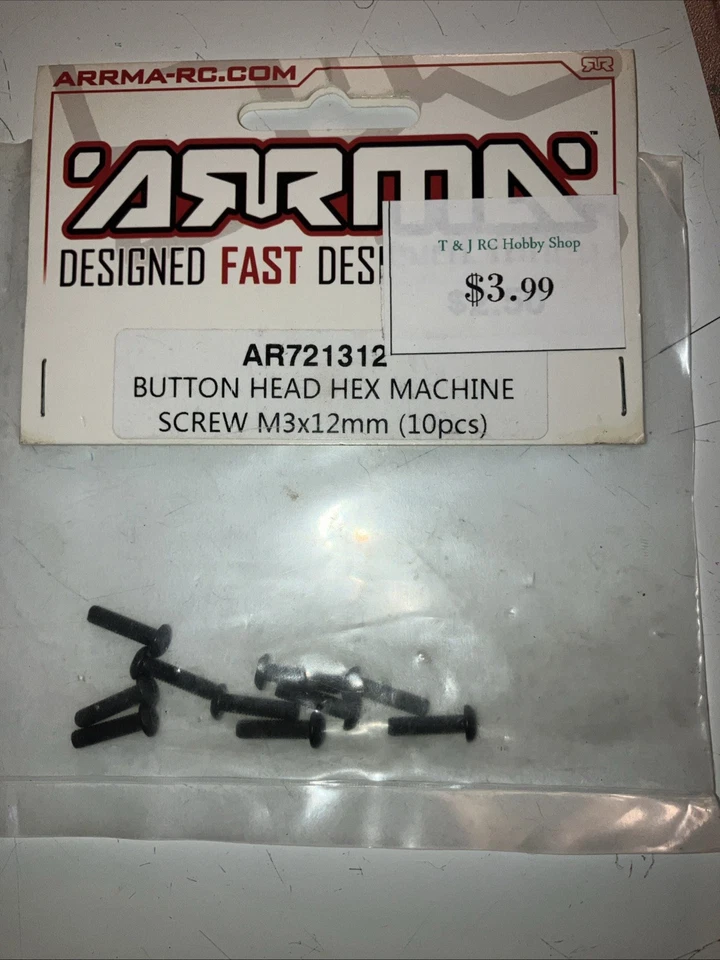 ARRMA-RC.COM
ARRMA™
DESIGNED FAST DESI
T & J RC Hobby Shop
$3.99
AR721312
BUTTON HEAD HEX MACHINE
SCREW M3x12mm (10pcs)